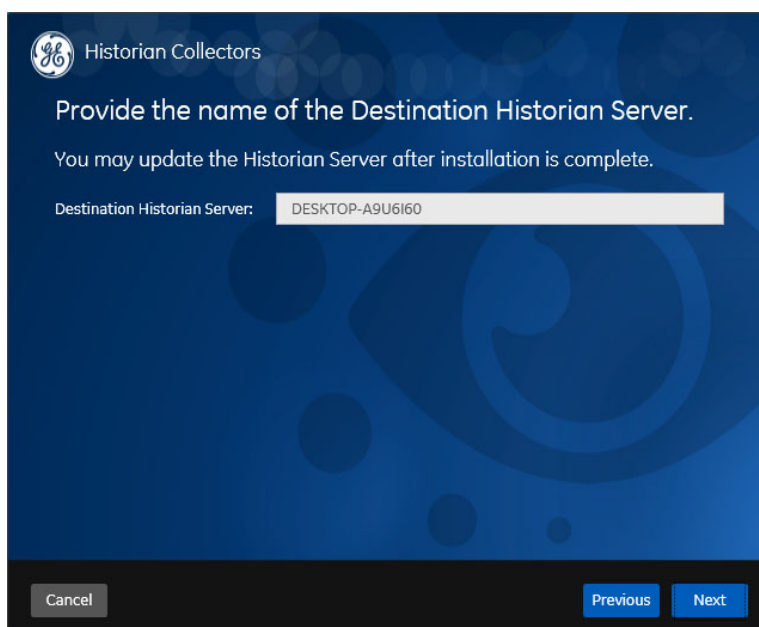 Historian Collectors
Provide the name of the Destination Historian Server.
You may update the Historian Server after installation is complete.
Destination Historian Server: DESKTOP-A9U6I60
Cancel Previous Next